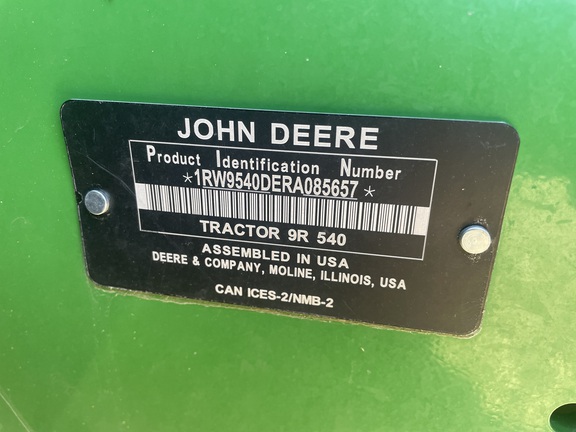 JOHN DEERE
Product Identification Number
*1RW9540DERA085657*
TRACTOR 9R 540
ASSEMBLED IN USA
DEERE & COMPANY, MOLINE, ILLINOIS, USA
CAN ICES-2/NMB-2